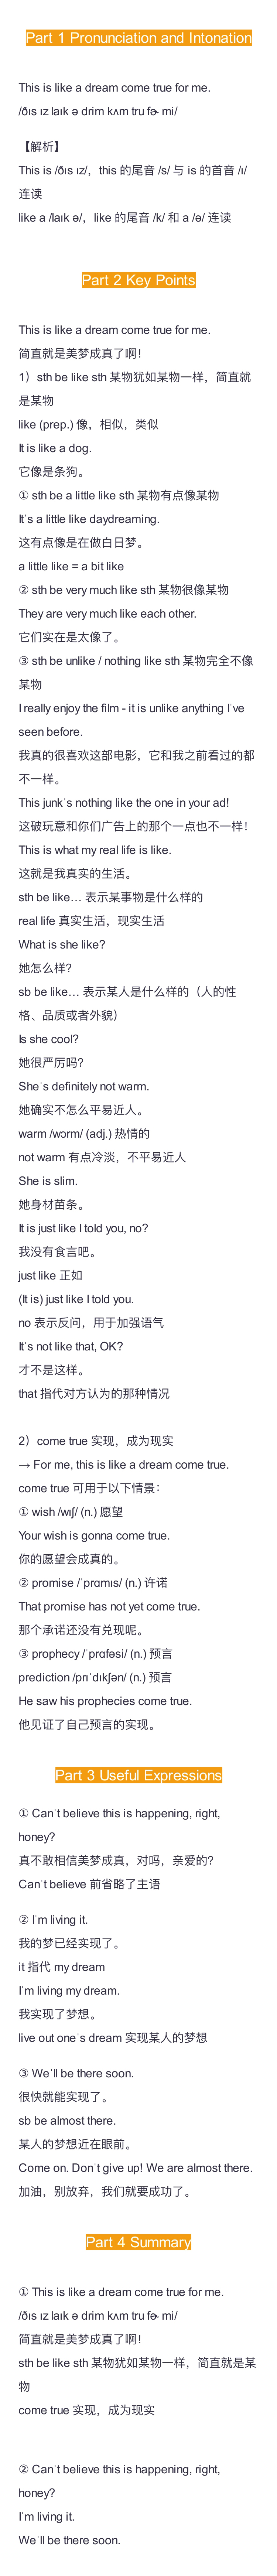 Part 1 Pronunciation and Intonation
This is like a dream come true for me.
/ðɪs ɪz laɪk ə drim kʌm tru fɚ mi/
【解析】
This is /ðɪs ɪz/，this 的尾音 /s/ 与 is 的首音 /ɪ/
连读
like a /laɪk ə/，like 的尾音 /k/ 和 a /ə/ 连读
Part 2 Key Points
This is like a dream come true for me.
简直就是美梦成真了啊！
1）sth be like sth 某物犹如某物一样，简直就
是某物
like (prep.) 像，相似，类似
It is like a dog.
它像是条狗。
① sth be a little like sth 某物有点像某物
It's a little like daydreaming.
这有点像是在做白日梦。
a little like = a bit like
② sth be very much like sth 某物很像某物
They are very much like each other.
它们实在是太像了。
③ sth be unlike / nothing like sth 某物完全不像
某物
I really enjoy the film - it is unlike anything I've
seen before.
我真的很喜欢这部电影，它和我之前看过的都
不一样。
This junk's nothing like the one in your ad!
这破玩意和你们广告上的那个一点也不一样！
This is what my real life is like.
这就是我真实的生活。
sth be like… 表示某事物是什么样的
real life 真实生活，现实生活
What is she like?
她怎么样？
sb be like… 表示某人是什么样的（人的性
格、品质或者外貌）
Is she cool?
她很严厉吗？
She's definitely not warm.
她确实不怎么平易近人。
warm /wɔrm/ (adj.) 热情的
not warm 有点冷淡，不平易近人
She is slim.
她身材苗条。
It is just like I told you, no?
我没有食言吧。
just like 正如
(It is) just like I told you.
no 表示反问，用于加强语气
It's not like that, OK?
才不是这样。
that 指代对方认为的那种情况
2）come true 实现，成为现实
→ For me, this is like a dream come true.
come true 可用于以下情景：
① wish /wɪʃ/ (n.) 愿望
Your wish is gonna come true.
你的愿望会成真的。
② promise /ˈprɑmɪs/ (n.) 许诺
That promise has not yet come true.
那个承诺还没有兑现呢。
③ prophecy /ˈprɑfəsi/ (n.) 预言
prediction /prɪˈdɪkʃən/ (n.) 预言
He saw his prophecies come true.
他见证了自己预言的实现。
Part 3 Useful Expressions
① Can't believe this is happening, right,
honey?
真不敢相信美梦成真，对吗，亲爱的？
Can't believe 前省略了主语
② I'm living it.
我的梦已经实现了。
it 指代 my dream
I'm living my dream.
我实现了梦想。
live out one's dream 实现某人的梦想
③ We'll be there soon.
很快就能实现了。
sb be almost there.
某人的梦想近在眼前。
Come on. Don't give up! We are almost there.
加油，别放弃，我们就要成功了。
Part 4 Summary
① This is like a dream come true for me.
/ðɪs ɪz laɪk ə drim kʌm tru fɚ mi/
简直就是美梦成真了啊！
sth be like sth 某物犹如某物一样，简直就是某
物
come true 实现，成为现实
② Can't believe this is happening, right,
honey?
I'm living it.
We'll be there soon.